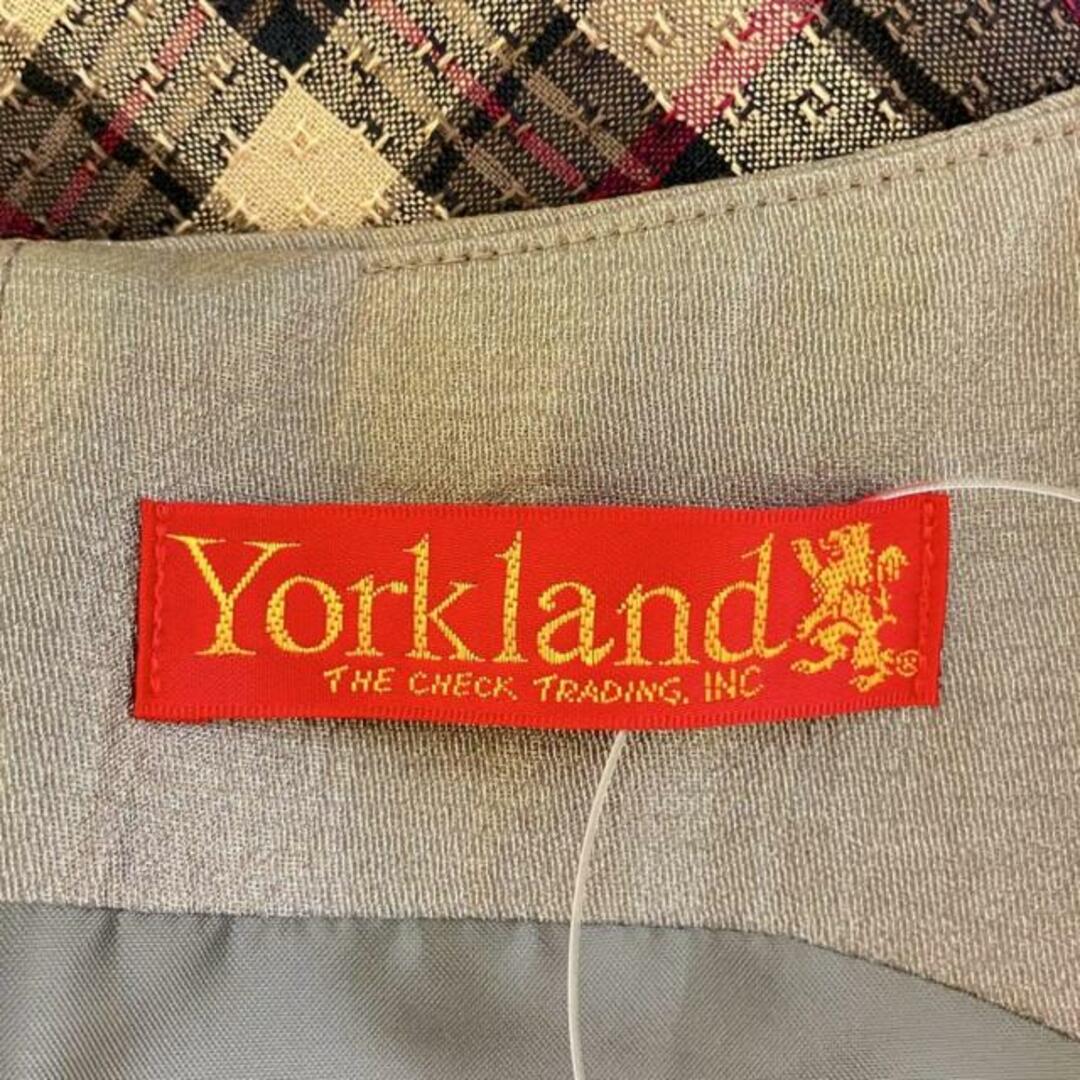 Yorkland
THE CHECK TRADING, INC
®